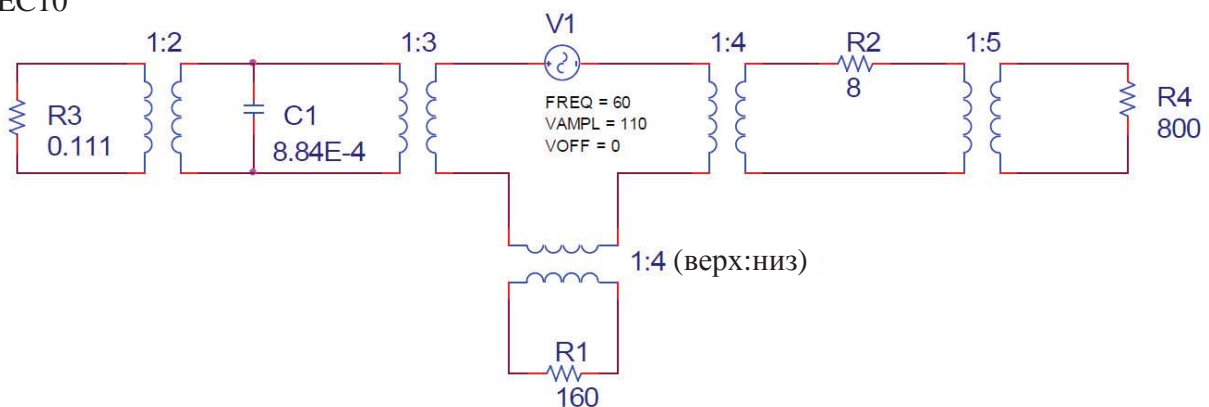 EC10
1:2
1:3
V1
1:4
R2
8
1:5
R3
0.111
C1
8.84E-4
FREQ = 60
VAMPL = 110
VOFF = 0
R4
800
1:4 (верх:низ)
R1
160